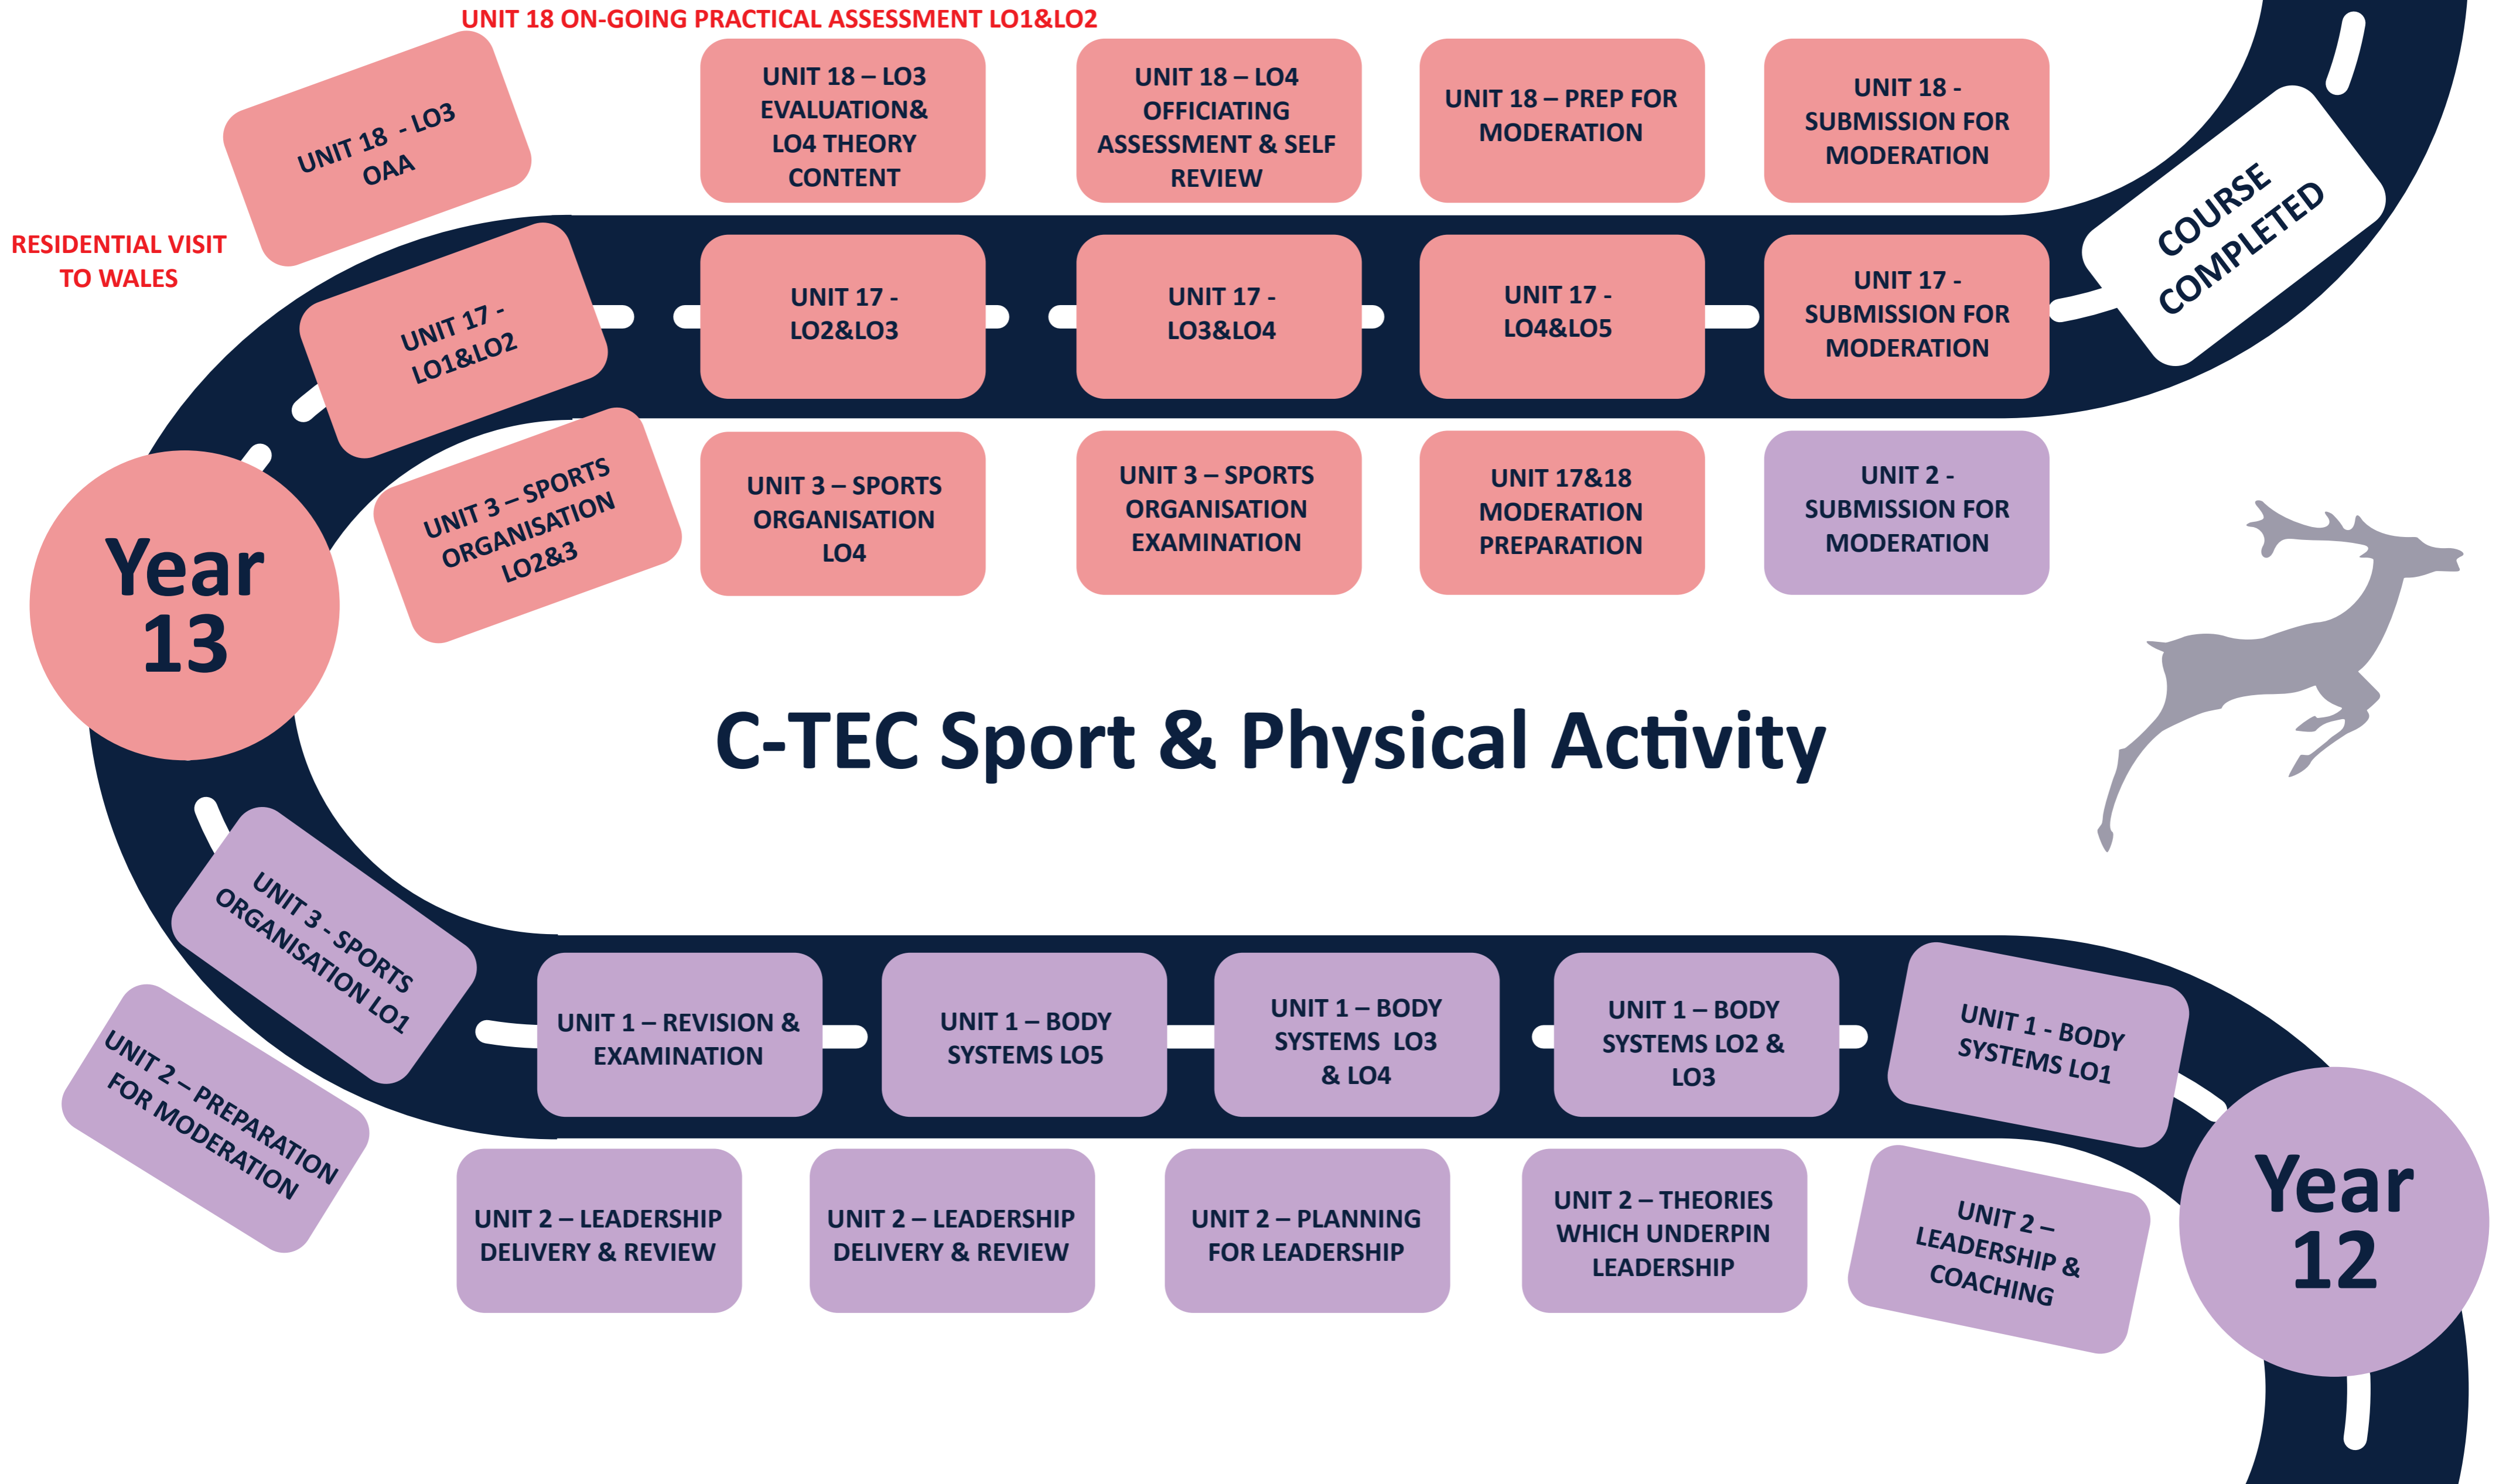 UNIT 18 ON-GOING PRACTICAL ASSESSMENT LO1&LO2
UNIT 18 - LO3
OAA
UNIT 18 – LO3
EVALUATION&
LO4 THEORY
CONTENT
UNIT 18 – LO4
OFFICIATING
ASSESSMENT & SELF
REVIEW
UNIT 18 – PREP FOR
MODERATION
UNIT 18 -
SUBMISSION FOR
MODERATION
COURSE
COMPLETED
RESIDENTIAL VISIT
TO WALES
UNIT 17 -
LO1&LO2
UNIT 17 -
LO2&LO3
UNIT 17 -
LO3&LO4
UNIT 17 -
LO4&LO5
UNIT 17 -
SUBMISSION FOR
MODERATION
UNIT 3 – SPORTS
ORGANISATION
LO2&3
UNIT 3 – SPORTS
ORGANISATION
LO4
UNIT 3 – SPORTS
ORGANISATION
EXAMINATION
UNIT 17&18
MODERATION
PREPARATION
UNIT 2 -
SUBMISSION FOR
MODERATION
Year
13
C-TEC Sport & Physical Activity
UNIT 3 - SPORTS
ORGANISATION LO1
UNIT 1 – REVISION &
EXAMINATION
UNIT 1 – BODY
SYSTEMS LO5
UNIT 1 – BODY
SYSTEMS LO3
& LO4
UNIT 1 – BODY
SYSTEMS LO2 &
LO3
UNIT 1 - BODY
SYSTEMS LO1
UNIT 2 – PREPARATION
FOR MODERATION
UNIT 2 – LEADERSHIP
DELIVERY & REVIEW
UNIT 2 – LEADERSHIP
DELIVERY & REVIEW
UNIT 2 – PLANNING
FOR LEADERSHIP
UNIT 2 – THEORIES
WHICH UNDERPIN
LEADERSHIP
UNIT 2 –
LEADERSHIP &
COACHING
Year
12